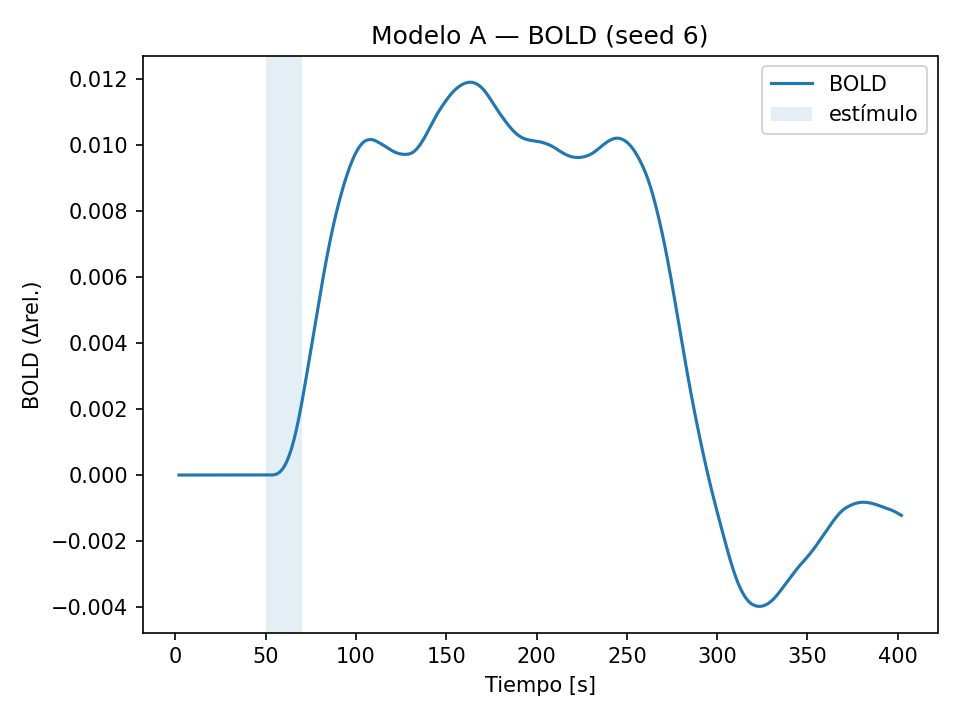 Modelo A — BOLD (seed 6)
BOLD
estímulo
0.012
0.010
0.008
0.006
0.004
0.002
0.000
−0.002
−0.004
BOLD (Δrel.)
0 50 100 150 200 250 300 350 400
Tiempo [s]